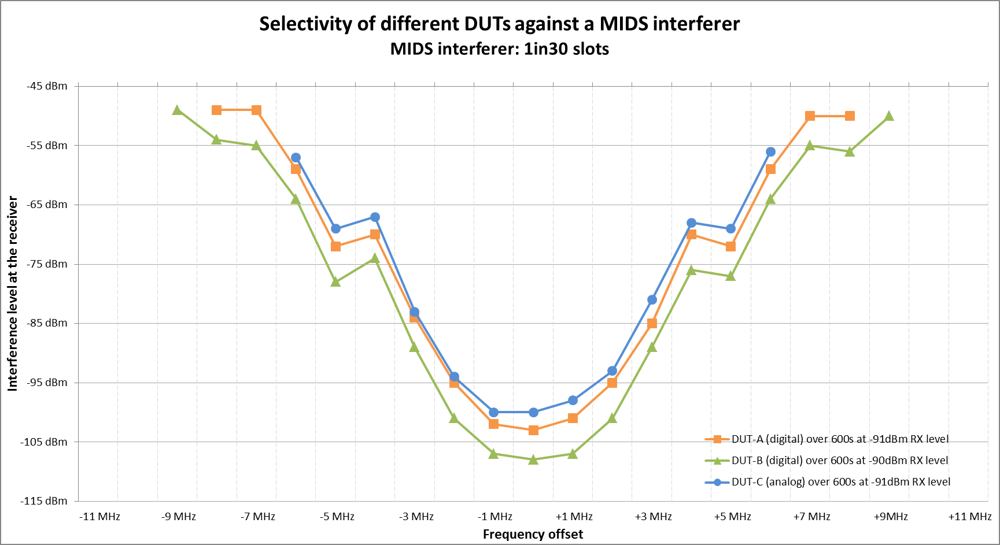 Selectivity of different DUTs against a MIDS interferer
MIDS interferer: 1in30 slots
-45 dBm
-55 dBm
-65 dBm
-75 dBm
-85 dBm
-95 dBm
-105 dBm
-115 dBm
Interference level at the receiver
DUT-A (digital) over 600s at -91dBm RX level
DUT-B (digital) over 600s at -90dBm RX level
DUT-C (analog) over 600s at -91dBm RX level
-11 MHz -9 MHz -7 MHz -5 MHz -3 MHz -1 MHz +1 MHz +3 MHz +5 MHz +7 MHz +9MHz +11 MHz
Frequency offset